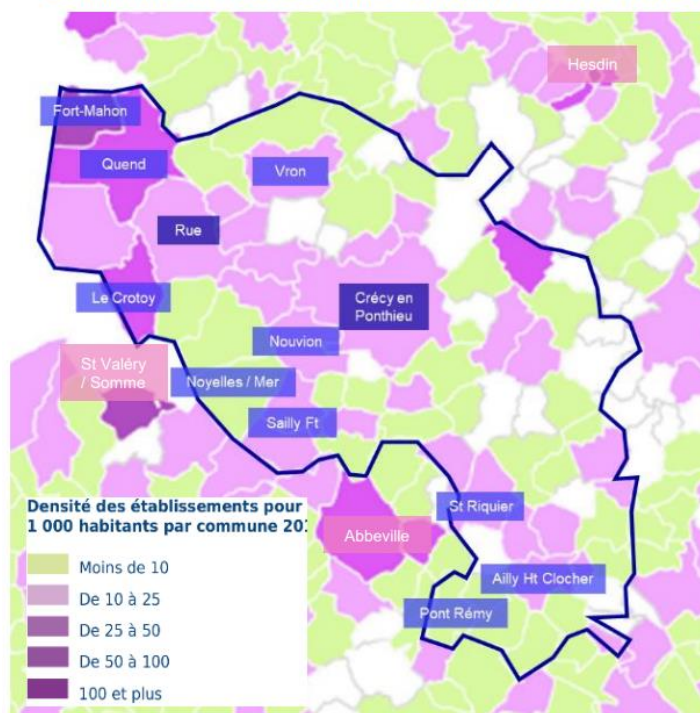 Hesdin
Fort-Mahon
Quend
Vron
Rue
Le Crotoy
Crécy en
Ponthieu
Nouvion
St Valéry
/ Somme
Noyelles / Mer
Sailly Ft
St Riquier
Abbeville
Ailly Ht Clocher
Pont Rémy
Densité des établissements pour
1 000 habitants par commune
Moins de 10
De 10 à 25
De 25 à 50
De 50 à 100
100 et plus